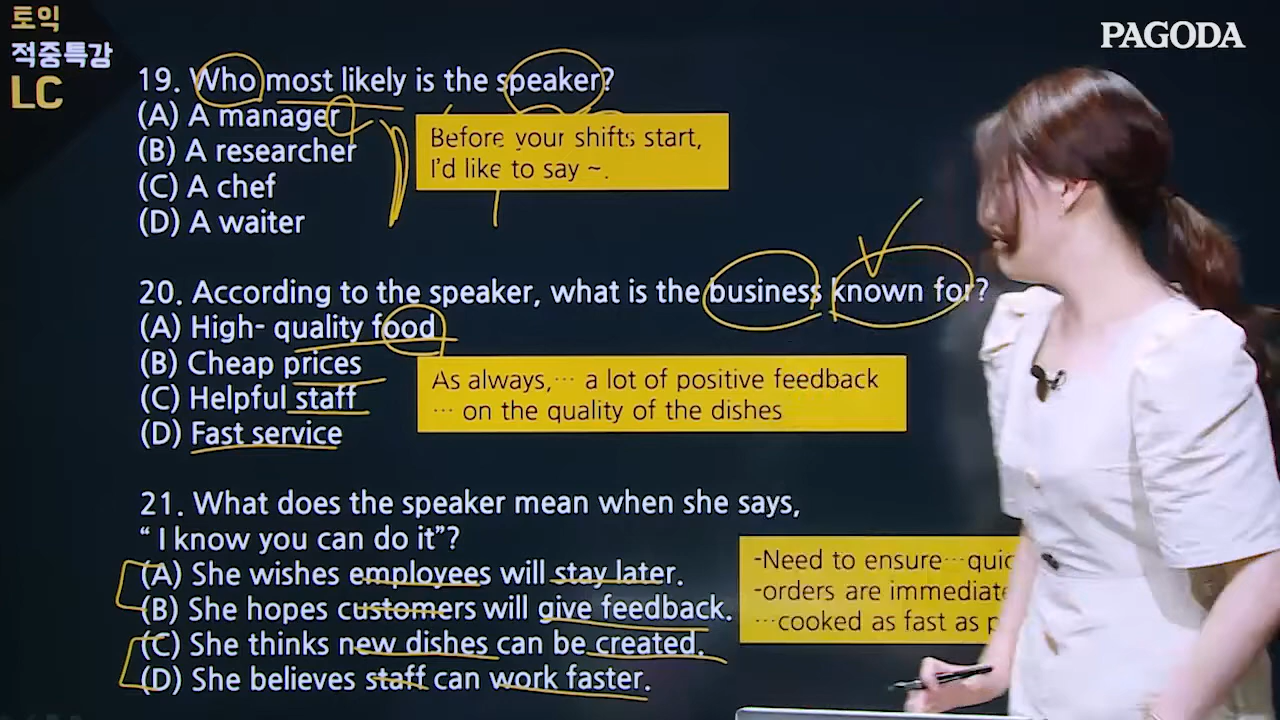 토익
적중특강
LC
PAGODA
19. Who most likely is the speaker?
(A) A manager
(B) A researcher
(C) A chef
(D) A waiter
Before your shifts start,
I'd like to say ~.
20. According to the speaker, what is the business known for?
(A) High- quality food
(B) Cheap prices
(C) Helpful staff
(D) Fast service
As always,… a lot of positive feedback
… on the quality of the dishes
21. What does the speaker mean when she says,
“ I know you can do it”?
(A) She wishes employees will stay later.
(B) She hopes customers will give feedback.
(C) She thinks new dishes can be created.
(D) She believes staff can work faster.
-Need to ensure…
-orders are
…cooked as fast as